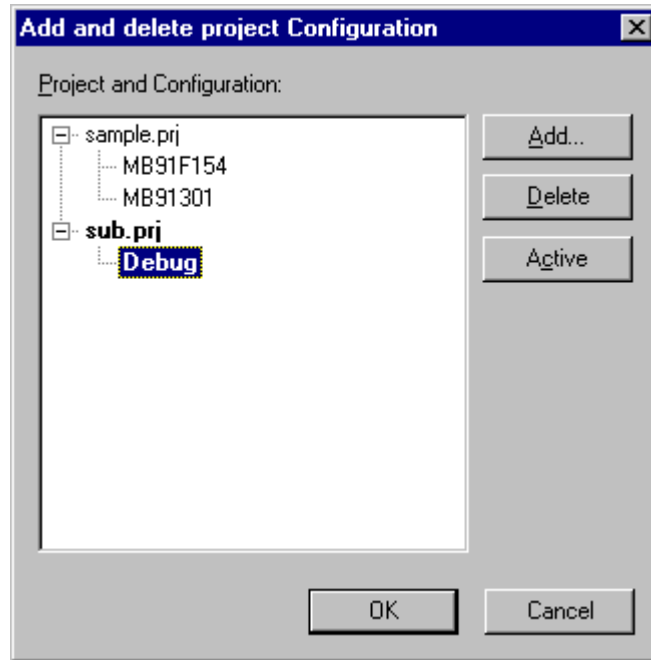 Add and delete project Configuration
Project and Configuration:
sample.prj
MB91F154
MB91301
sub.prj
Debug
Add...
Delete
Active
OK
Cancel